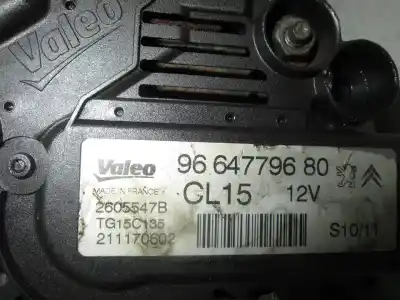 Valeo
Valeo 96 647796 80
MADE IN FRANCE GL15 12V
2605547B
TG15C135
211170602 S10/11